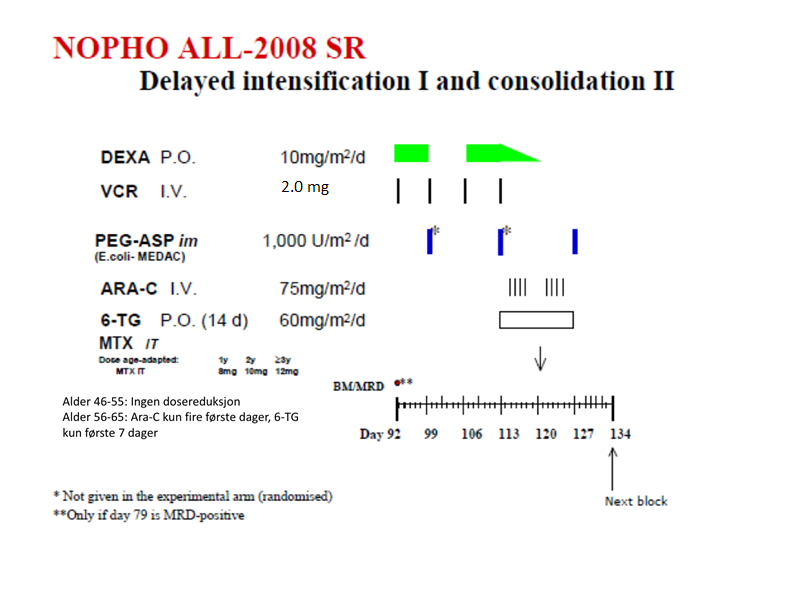 NOPHO ALL-2008 SR
Delayed intensification I and consolidation II
DEXA P.O. 10mg/m²/d
VCR I.V. 2.0 mg
PEG-ASP im 1,000 U/m² /d * *
(E.coli- MEDAC)
ARA-C I.V. 75mg/m²/d
6-TG P.O. (14 d) 60mg/m²/d
MTX IT
Dose age-adapted: 1y 2y ≥3y
MTX IT 8mg 10mg 12mg
BM/MRD **
Alder 46-55: Ingen dosereduksjon
Alder 56-65: Ara-C kun fire første dager, 6-TG
kun første 7 dager
Day 92 99 106 113 120 127 134
Next block
* Not given in the experimental arm (randomised)
**Only if day 79 is MRD-positive